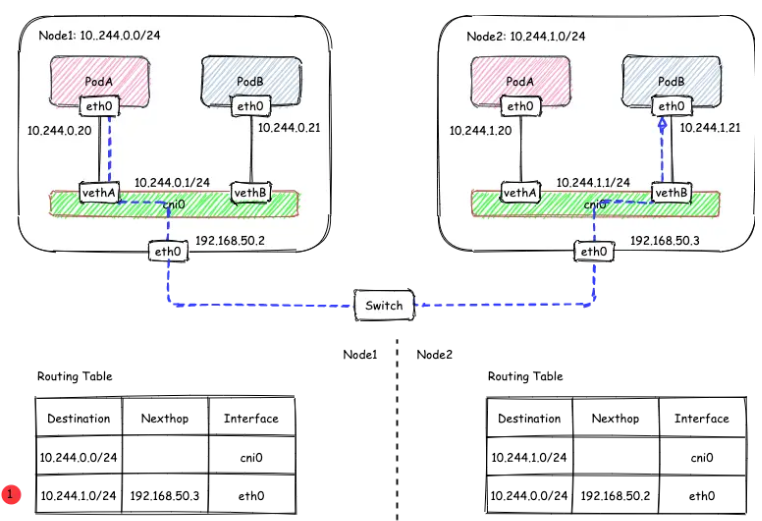 Node1: 10..244.0.0/24
PodA
PodB
eth0
eth0
10.244.0.20
10.244.0.21
10.244.0.1/24
vethA
vethB
cni0
192.168.50.2
eth0
Node2: 10.244.1.0/24
PodA
PodB
eth0
eth0
10.244.1.20
10.244.1.21
10.244.1.1/24
vethA
vethB
cni0
192.168.50.3
eth0
Switch
Node1
Node2
Routing Table
Destination Nexthop Interface
10.244.0.0/24 cni0
1 10.244.1.0/24 192.168.50.3 eth0
Routing Table
Destination Nexthop Interface
10.244.1.0/24 cni0
10.244.0.0/24 192.168.50.2 eth0